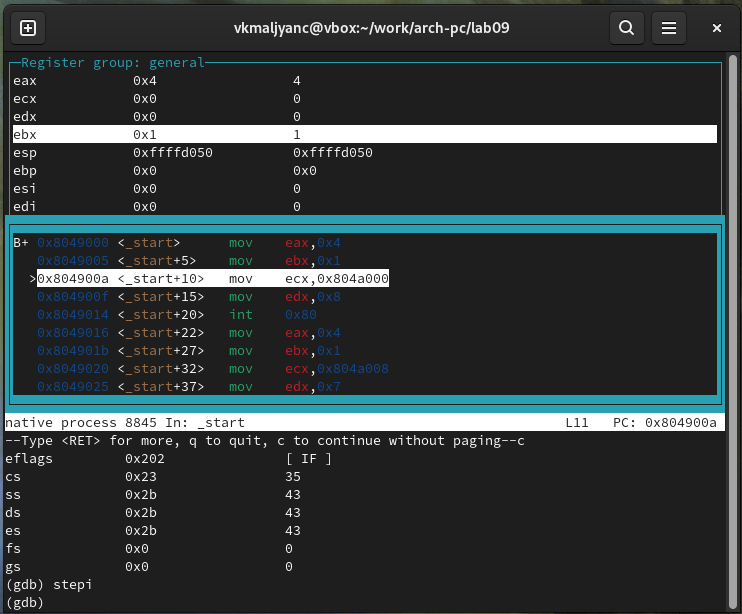 vkmaljyanc@vbox:~/work/arch-pc/lab09
Register group: general
eax 0x4 4
ecx 0x0 0
edx 0x0 0
ebx 0x1 1
esp 0xffffd050 0xffffd050
ebp 0x0 0x0
esi 0x0 0
edi 0x0 0
B+ 0x8049000 <_start> mov eax,0x4
0x8049005 <_start+5> mov ebx,0x1
>0x804900a <_start+10> mov ecx,0x804a000
0x804900f <_start+15> mov edx,0x8
0x8049014 <_start+20> int 0x80
0x8049016 <_start+22> mov eax,0x4
0x804901b <_start+27> mov ebx,0x1
0x8049020 <_start+32> mov ecx,0x804a008
0x8049025 <_start+37> mov edx,0x7
native process 8845 In: _start L11 PC: 0x804900a
--Type <RET> for more, q to quit, c to continue without paging--c
eflags 0x202 [ IF ]
cs 0x23 35
ss 0x2b 43
ds 0x2b 43
es 0x2b 43
fs 0x0 0
gs 0x0 0
(gdb) stepi
(gdb)